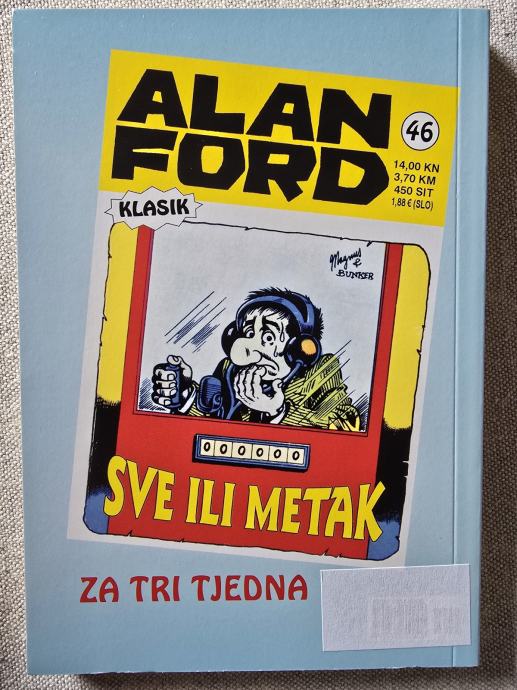 ALAN
FORD
46
14,00 KN
3,70 KM
450 SIT
1,88 € (SLO)
KLASIK
Magnus
&
BUNKER
000000
SVE ILI METAK
ZA TRI TJEDNA